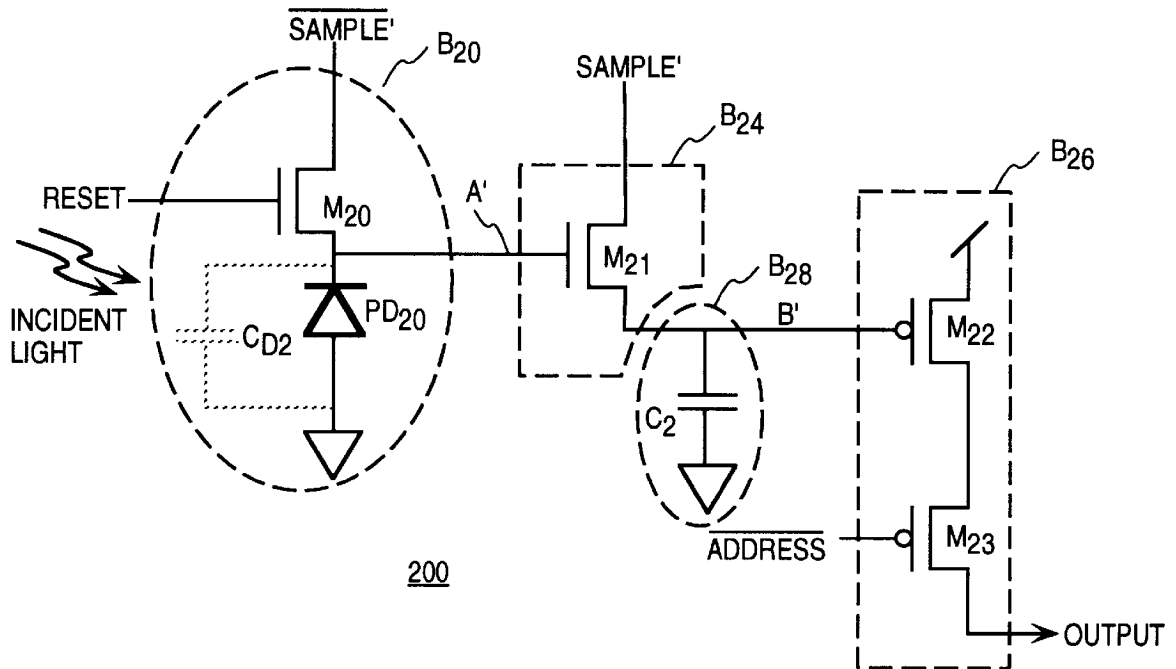 SAMPLE'
B20
SAMPLE'
B24
B26
RESET
M20
A'
M21
B28
INCIDENT
LIGHT
CD2
PD20
B'
M22
C2
ADDRESS
M23
200
OUTPUT